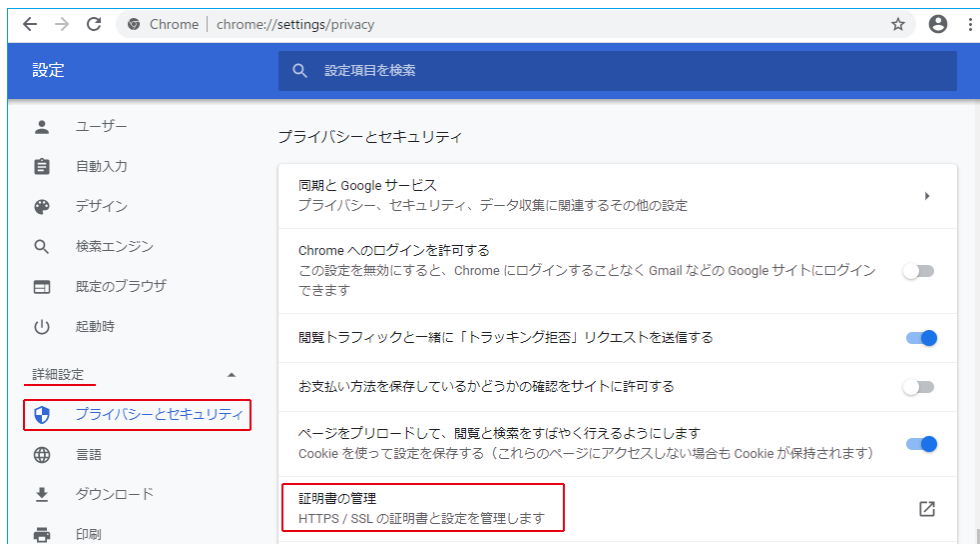 Chrome | chrome://settings/privacy
設定
設定項目を検索
ユーザー
自動入力
デザイン
検索エンジン
既定のブラウザ
起動時
詳細設定
プライバシーとセキュリティ
言語
ダウンロード
印刷
プライバシーとセキュリティ
同期と Google サービス
プライバシー、セキュリティ、データ収集に関連するその他の設定
Chrome へのログインを許可する
この設定を無効にすると、Chrome にログインすることなく Gmail などの Google サイトにログイン
できます
閲覧トラフィックと一緒に「トラッキング拒否」リクエストを送信する
お支払い方法を保存しているかどうかの確認をサイトに許可する
ページをプリロードして、閲覧と検索をすばやく行えるようにします
Cookie を使って設定を保存する（これらのページにアクセスしない場合も Cookie が保持されます）
証明書の管理
HTTPS / SSL の証明書と設定を管理します